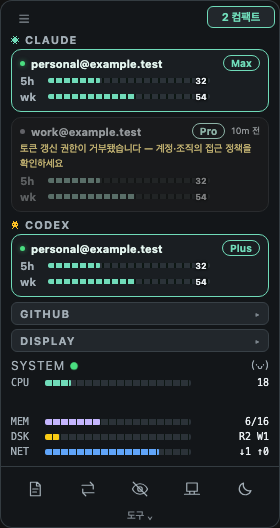 2 컴팩트
CLAUDE
personal@example.test Max
5h 32
wk 54
work@example.test Pro 10m 전
토큰 갱신 권한이 거부됐습니다 — 계정·조직의 접근 정책을
확인하세요
5h 32
wk 54
CODEX
personal@example.test Plus
5h 32
wk 54
GITHUB ▸
DISPLAY ▸
SYSTEM (·ᴗ·)
CPU 18
MEM 6/16
DSK R2 W1
NET ↓1 ↑0
도구 ⌄